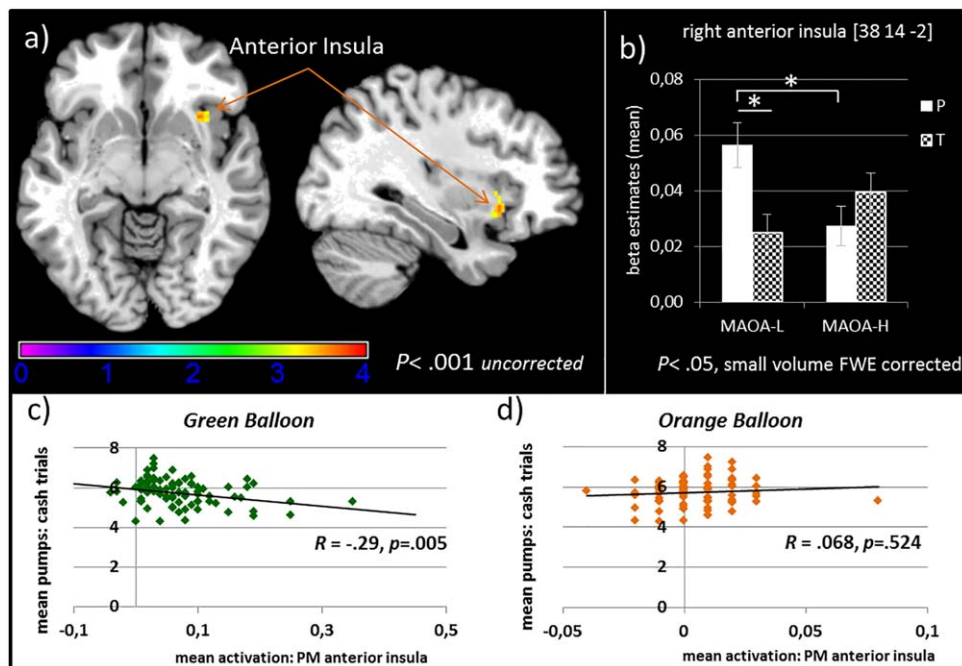 a)
Anterior Insula
0 1 2 3 4
P< .001 uncorrected
b)
right anterior insula [38 14 -2]
beta estimates (mean)
0,08
0,06
0,04
0,02
0,00
*
*
P
T
MAOA-L MAOA-H
P< .05, small volume FWE corrected
c)
Green Balloon
mean pumps: cash trials
8
6
4
2
0
R = -.29, p=.005
-0,1 0,1 0,3 0,5
mean activation: PM anterior insula
d)
Orange Balloon
mean pumps: cash trials
8
6
4
2
0
R = .068, p=.524
-0,05 0 0,05 0,1
mean activation: PM anterior insula